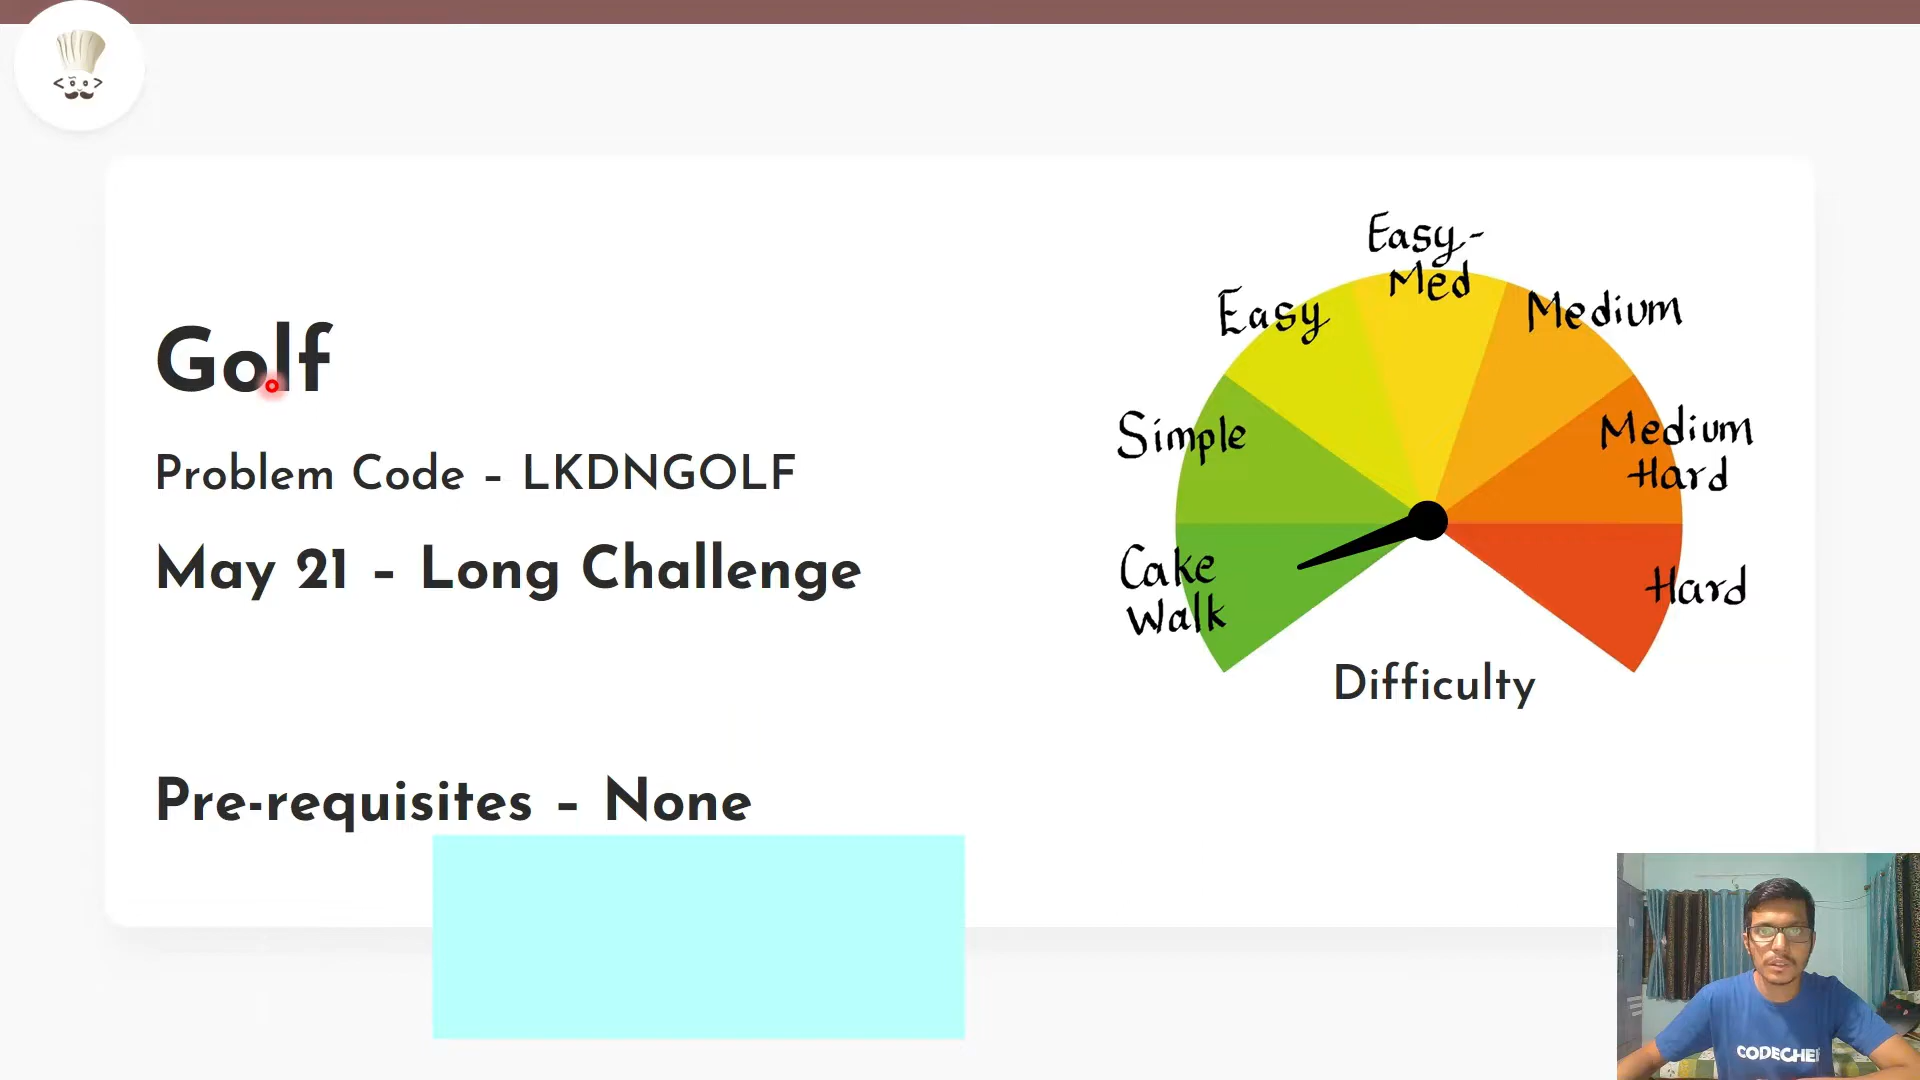 Golf
Problem Code – LKDNGOLF
May 21 – Long Challenge
Pre-requisites – None
Easy-
Med
Easy
Medium
Simple
Medium
Hard
Cake
Walk
Hard
Difficulty
CODECHEF